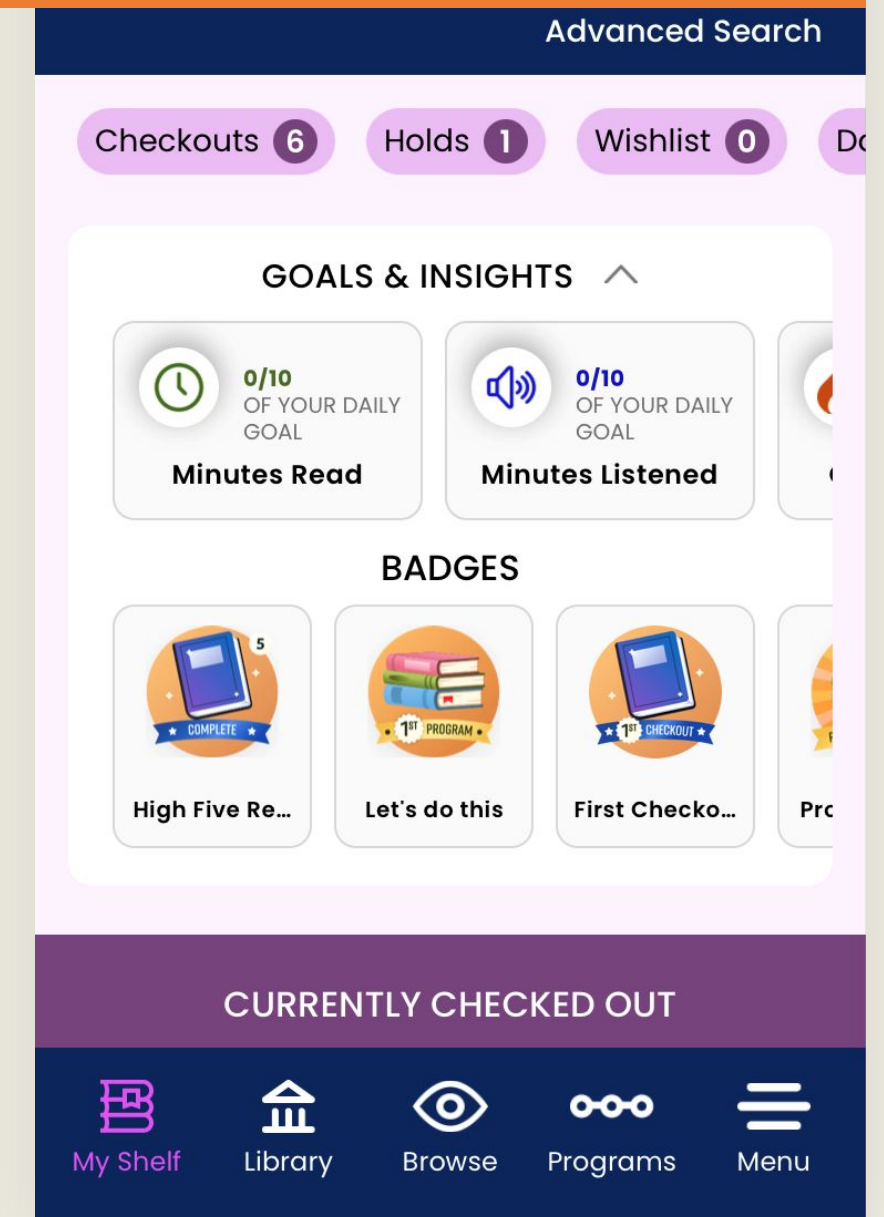 Advanced Search
Checkouts 6 Holds 1 Wishlist 0
GOALS & INSIGHTS
0/10
OF YOUR DAILY
GOAL
Minutes Read
0/10
OF YOUR DAILY
GOAL
Minutes Listened
BADGES
5
COMPLETE
High Five Re...
1ST PROGRAM
Let's do this
1ST CHECKOUT
First Checko...
CURRENTLY CHECKED OUT
My Shelf Library Browse Programs Menu